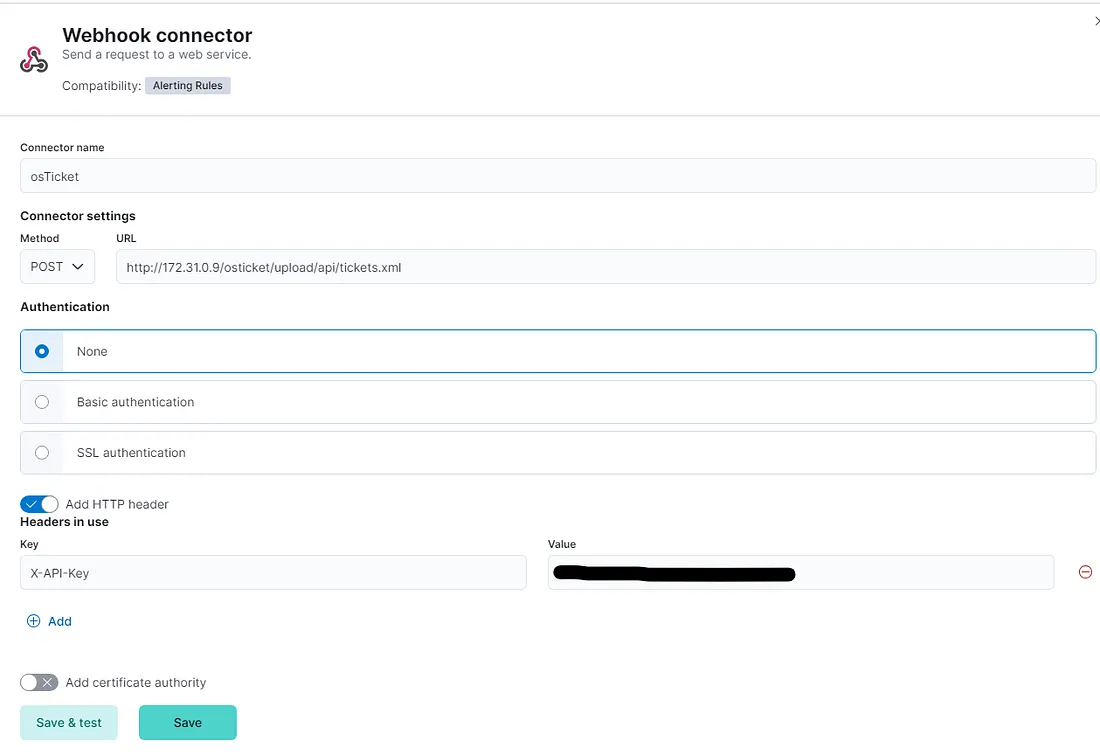 Webhook connector
Send a request to a web service.
Compatibility: Alerting Rules
Connector name
osTicket
Connector settings
Method URL
POST http://172.31.0.9/osticket/upload/api/tickets.xml
Authentication
None
Basic authentication
SSL authentication
Add HTTP header
Headers in use
Key Value
X-API-Key
Add
Add certificate authority
Save & test Save